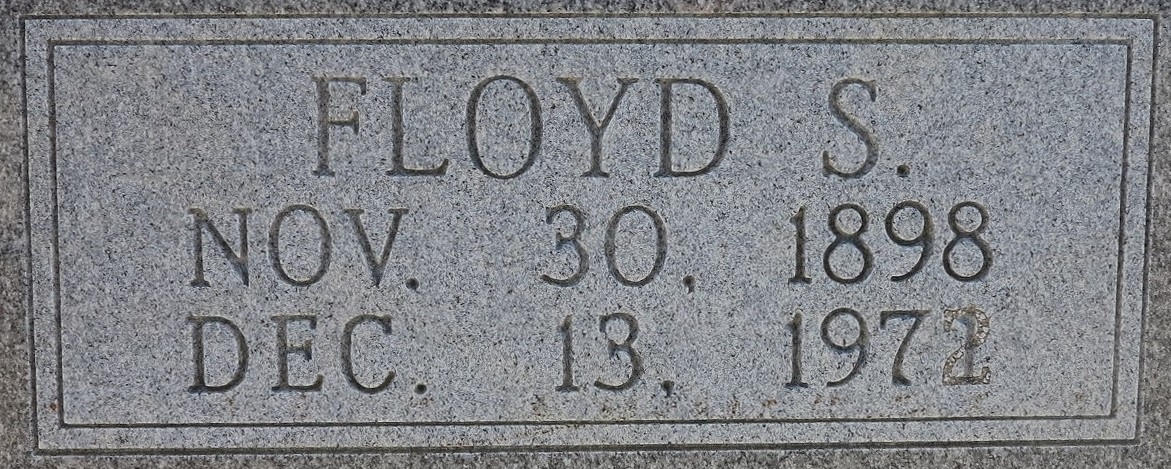 FLOYD S.
NOV. 30, 1898
DEC. 13, 1972